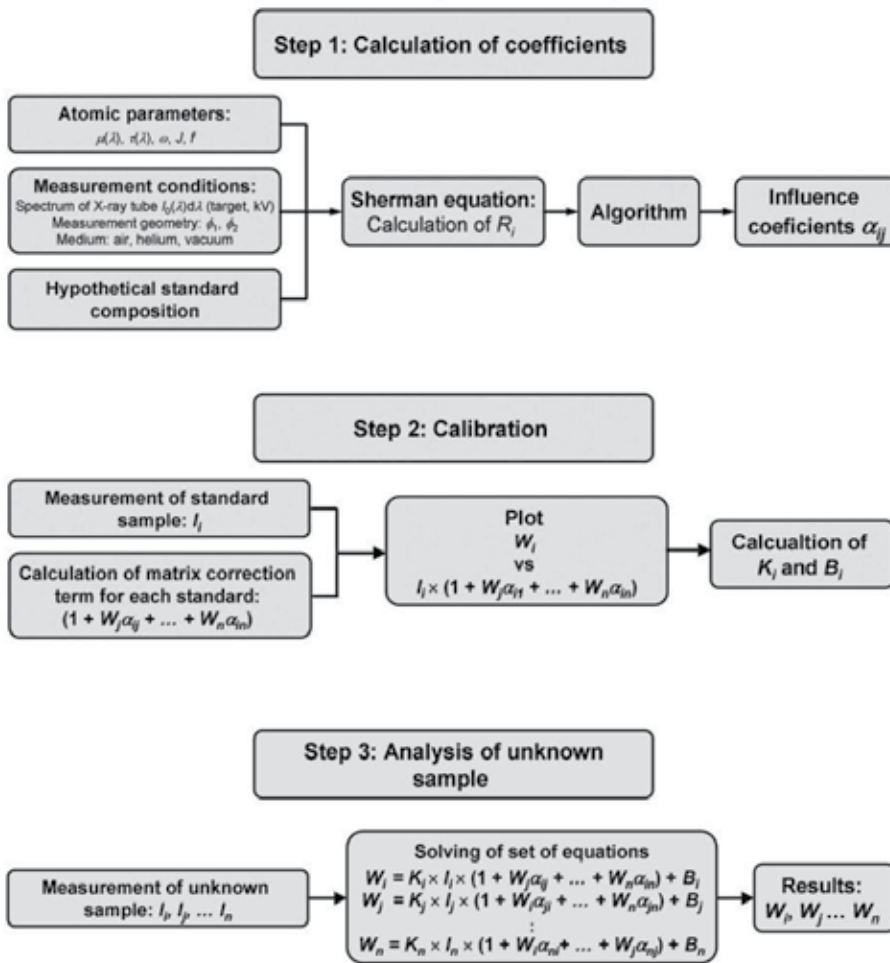 Step 1: Calculation of coefficients
Atomic parameters:
μ(λ), τ(λ), ω, J, f
Measurement conditions:
Spectrum of X-ray tube I₀(λ)dλ (target, kV)
Measurement geometry: ϕ₁, ϕ₂
Medium: air, helium, vacuum
Hypothetical standard
composition
Sherman equation:
Calculation of Rᵢ
Algorithm
Influence
coeficients αᵢⱼ
Step 2: Calibration
Measurement of standard
sample: Iᵢ
Calculation of matrix correction
term for each standard:
(1 + Wⱼαᵢⱼ + ... + Wₙαᵢₙ)
Plot
Wᵢ
vs
Iᵢ × (1 + Wⱼαᵢ₁ + ... + Wₙαᵢₙ)
Calcualtion of
Kᵢ and Bᵢ
Step 3: Analysis of unknown
sample
Measurement of unknown
sample: Iᵢ, Iⱼ, ... Iₙ
Solving of set of equations
Wᵢ = Kᵢ × Iᵢ × (1 + Wⱼαᵢⱼ + ... + Wₙαᵢₙ) + Bᵢ
Wⱼ = Kⱼ × Iⱼ × (1 + Wᵢαⱼᵢ + ... + Wₙαⱼₙ) + Bⱼ
:
Wₙ = Kₙ × Iₙ × (1 + Wᵢαₙᵢ + ... + Wⱼαₙⱼ) + Bₙ
Results:
Wᵢ, Wⱼ ... Wₙ